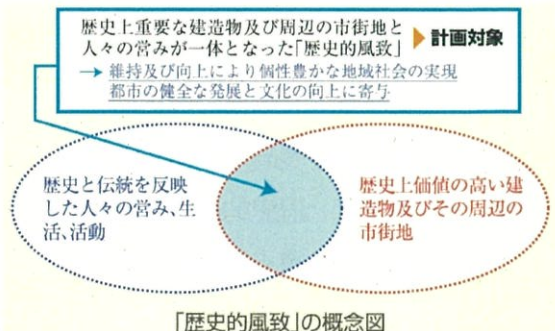 歴史上重要な建造物及び周辺の市街地と
人々の営みが一体となった「歴史的風致」
▶計画対象
→ 維持及び向上により個性豊かな地域社会の実現
都市の健全な発展と文化の向上に寄与
歴史と伝統を反映
した人々の営み、生
活、活動
歴史上価値の高い建
造物及びその周辺の
市街地
「歴史的風致」の概念図